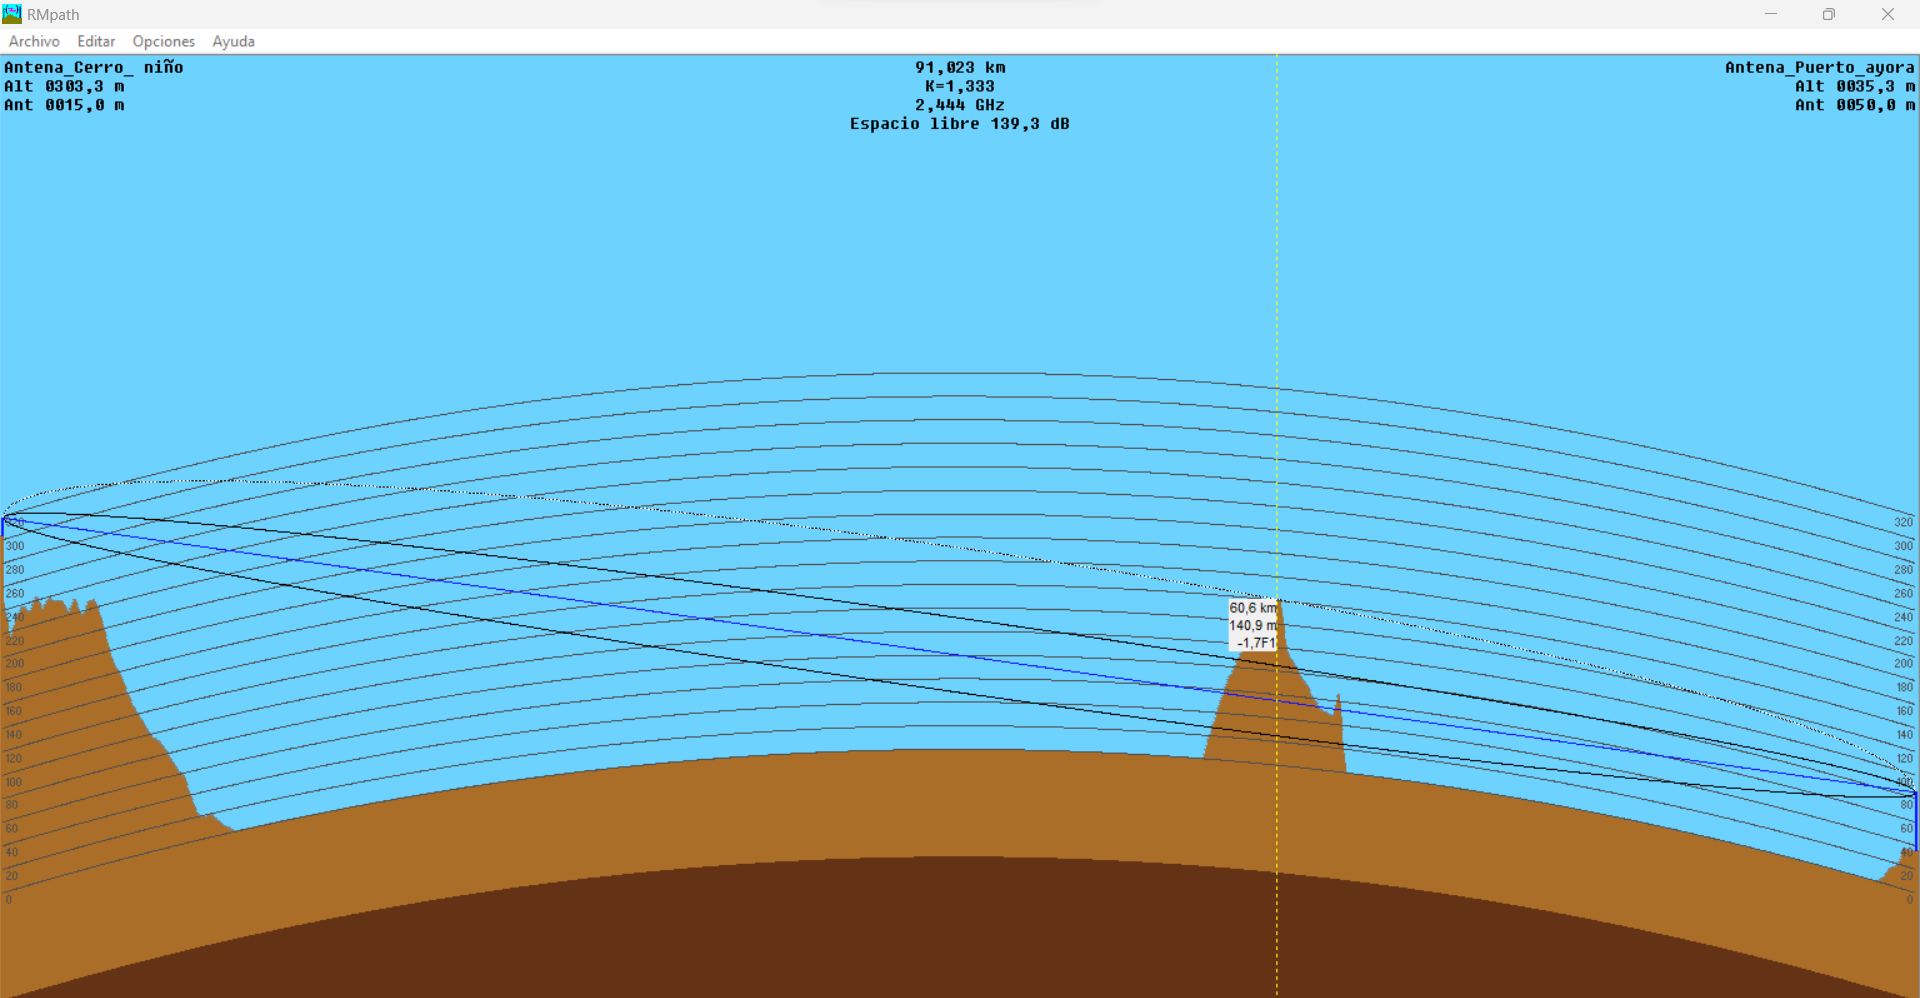 RMpath
Archivo Editar Opciones Ayuda
Antena_Cerro_ niño
Alt 0303,3 m
Ant 0015,0 m
91,023 km
K=1,333
2,444 GHz
Espacio libre 139,3 dB
Antena_Puerto_ayora
Alt 0035,3 m
Ant 0050,0 m
60,6 km
140,9 m
-1,7F1
300
280
260
240
220
200
180
160
140
120
100
80
60
40
20
0
320
300
280
260
240
220
200
180
160
140
120
100
80
60
40
20
0